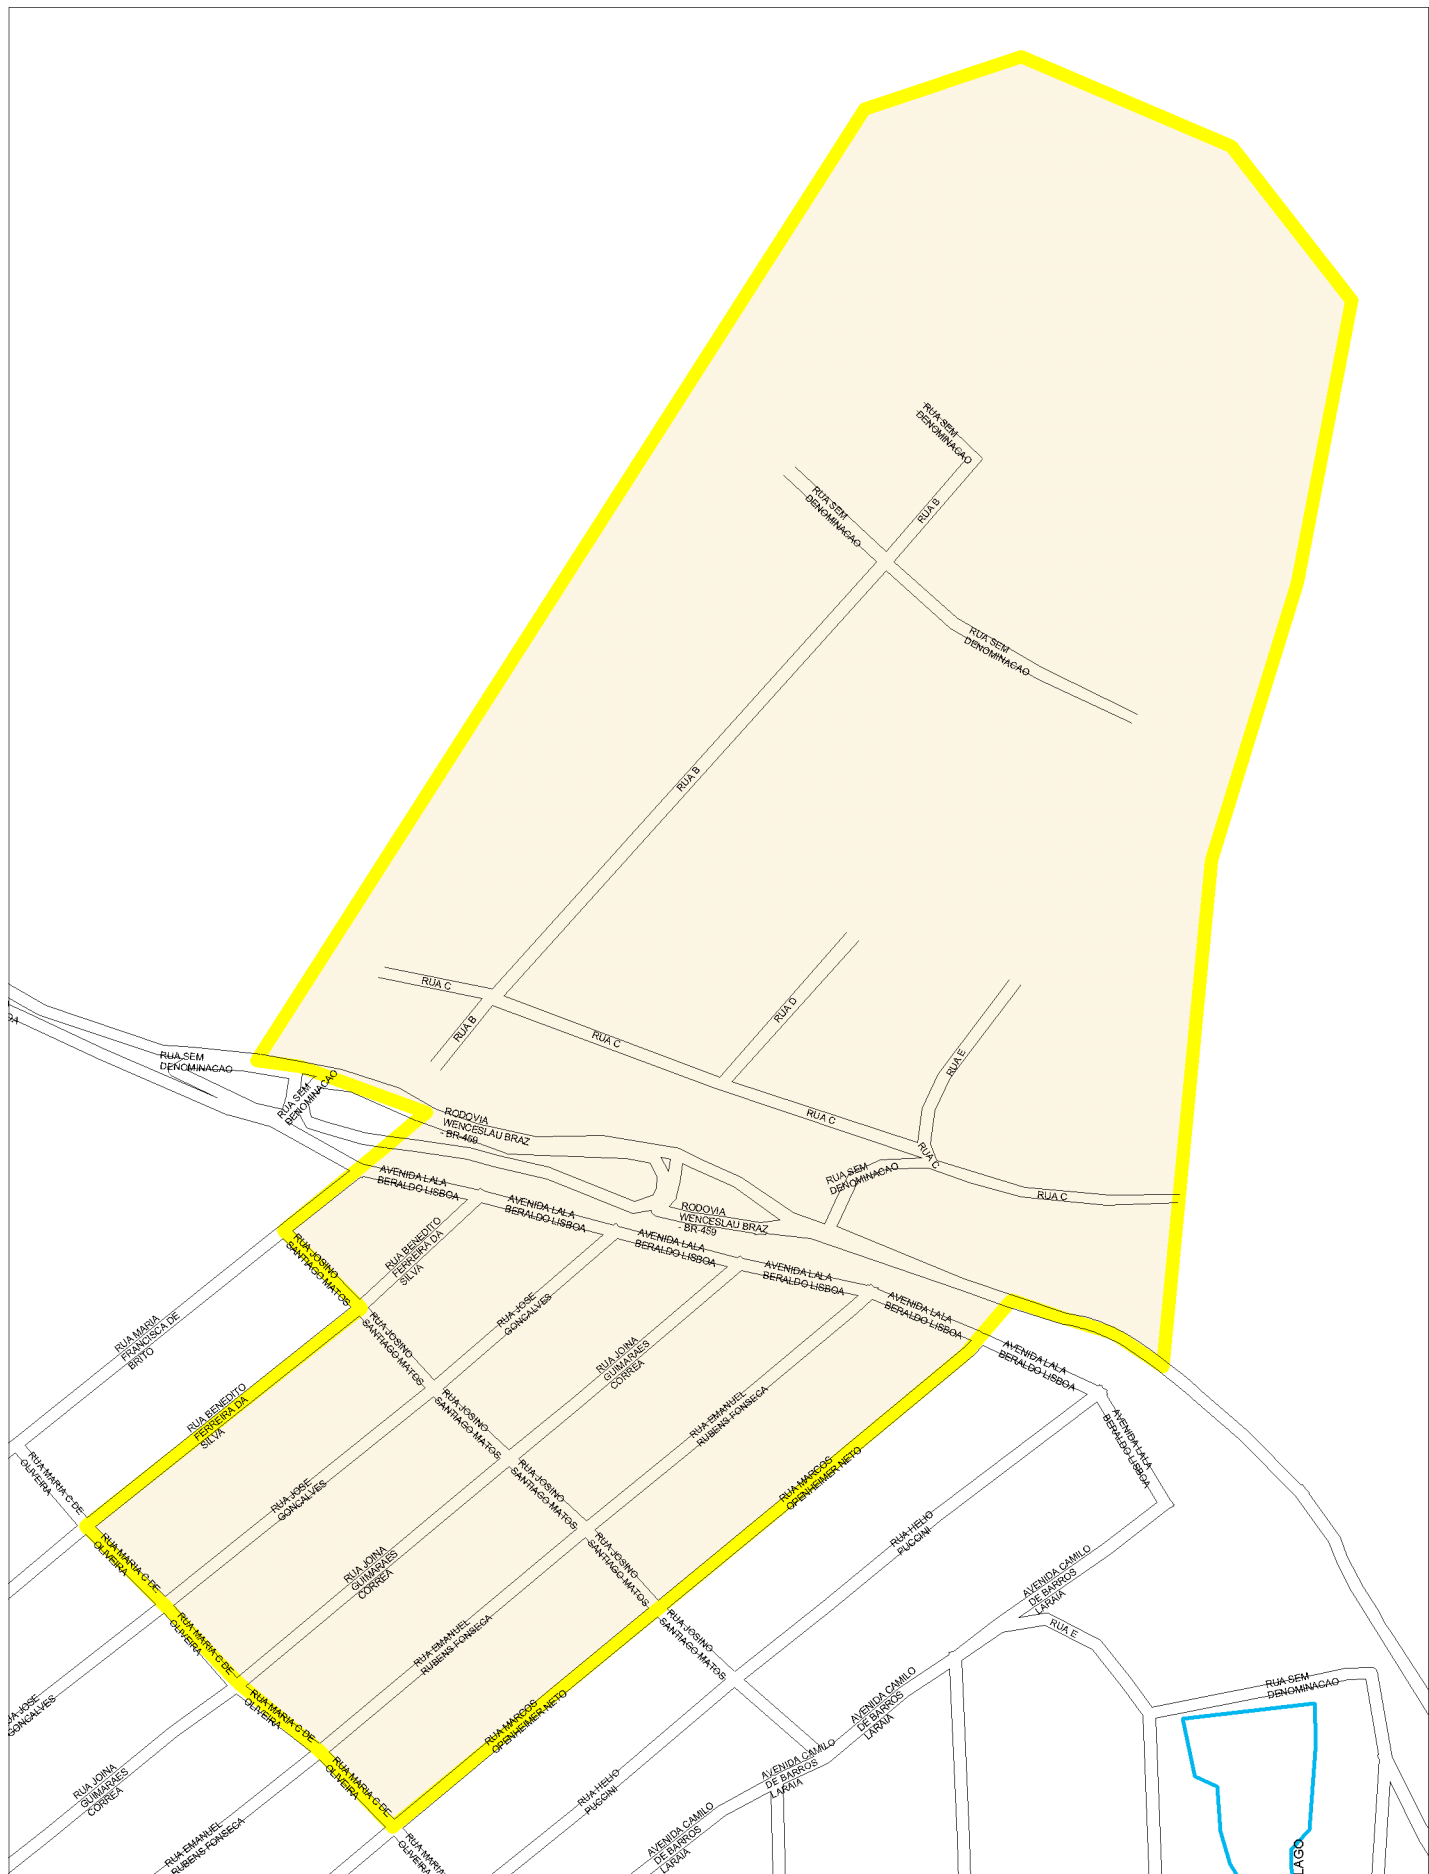 RUA SEM
DENOMINACAO
RUA SEM
DENOMINACAO
RUA B
RUA SEM
DENOMINACAO
RUA B
RUA C
RUA D
RUA B
RUA C
RUA E
RUA SEM
DENOMINACAO
RUA SEM
DENOMINACAO
RODOVIA
WENCESLAU BRAZ
- BR-459
RUA C
RUA C
RUA SEM
DENOMINACAO
RUA C
AVENIDA LALA
BERALDO LISBOA
AVENIDA LALA
BERALDO LISBOA
RODOVIA
WENCESLAU BRAZ
- BR-459
AVENIDA LALA
BERALDO LISBOA
AVENIDA LALA
BERALDO LISBOA
AVENIDA LALA
BERALDO LISBOA
AVENIDA LALA
BERALDO LISBOA
AVENIDA LALA
BERALDO LISBOA
RUA JOSINO
SANTIAGO MATOS
RUA BENEDITO
FERREIRA DA
SILVA
RUA JOSE
GONCALVES
RUA MARIA
FRANCISCA DE
BRITO
RUA JOSINO
SANTIAGO MATOS
RUA JOINA
GUIMARAES
CORREA
RUA BENEDITO
FERREIRA DA
SILVA
RUA JOSINO
SANTIAGO MATOS
RUA EMANUEL
RUBENS FONSECA
RUA MARIA C DE
OLIVEIRA
RUA JOSE
GONCALVES
RUA JOSINO
SANTIAGO MATOS
RUA MARCOS
OPENHEIMER NETO
RUA HELIO
PUCCINI
RUA MARIA C DE
OLIVEIRA
RUA JOINA
GUIMARAES
CORREA
RUA JOSINO
SANTIAGO MATOS
AVENIDA CAMILO
DE BARROS
LARAIA
RUA E
RUA MARIA C DE
OLIVEIRA
RUA EMANUEL
RUBENS FONSECA
RUA JOSINO
SANTIAGO MATOS
RUA SEM
DENOMINACAO
AVENIDA CAMILO
DE BARROS
LARAIA
RUA MARIA C DE
OLIVEIRA
RUA MARCOS
OPENHEIMER NETO
JOSE
GONCALVES
RUA MARIA C DE
OLIVEIRA
AVENIDA CAMILO
DE BARROS
LARAIA
RUA JOINA
GUIMARAES
CORREA
RUA HELIO
PUCCINI
AVENIDA CAMILO
DE BARROS
LARAIA
RUA EMANUEL
RUBENS FONSECA
RUA MARIA
OLIVEIRA
LAGO